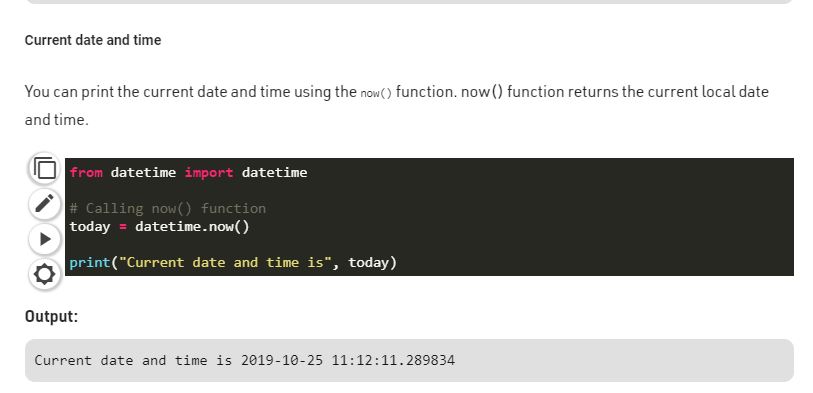 Current date and time
You can print the current date and time using the now() function. now() function returns the current local date
and time.
from datetime import datetime
# Calling now() function
today = datetime.now()
print("Current date and time is", today)
Output:
Current date and time is 2019-10-25 11:12:11.289834